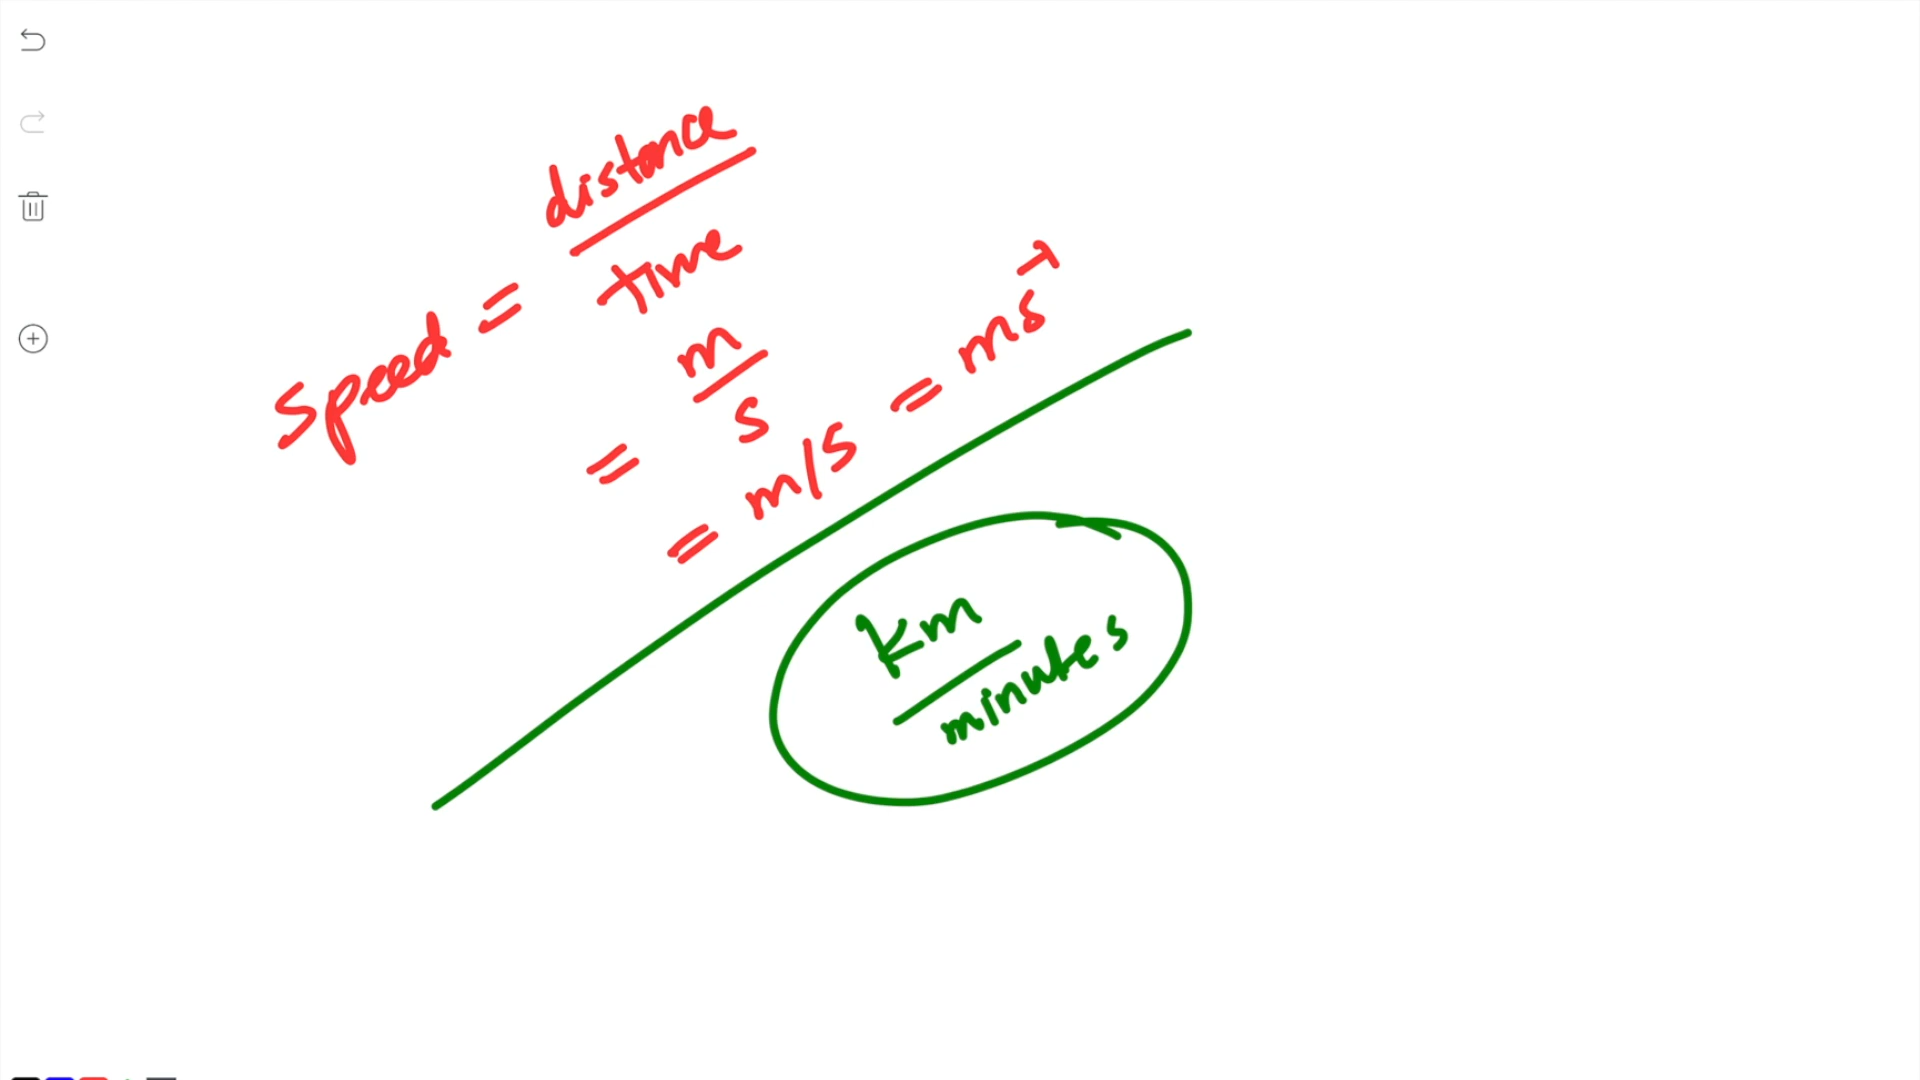 speed = distance / time
= m / s
= m/s = ms⁻¹
km / minutes